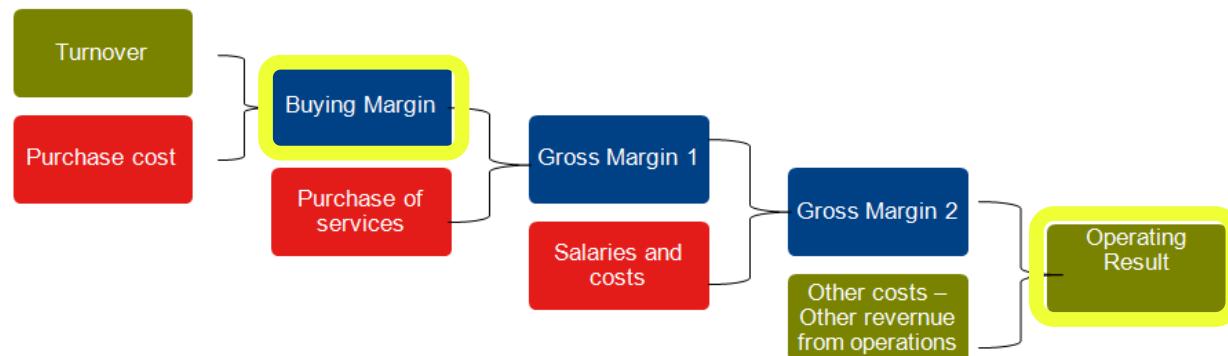 Turnover
Purchase cost
Buying Margin
Purchase of
services
Gross Margin 1
Salaries and
costs
Gross Margin 2
Other costs –
Other revernue
from operations
Operating
Result